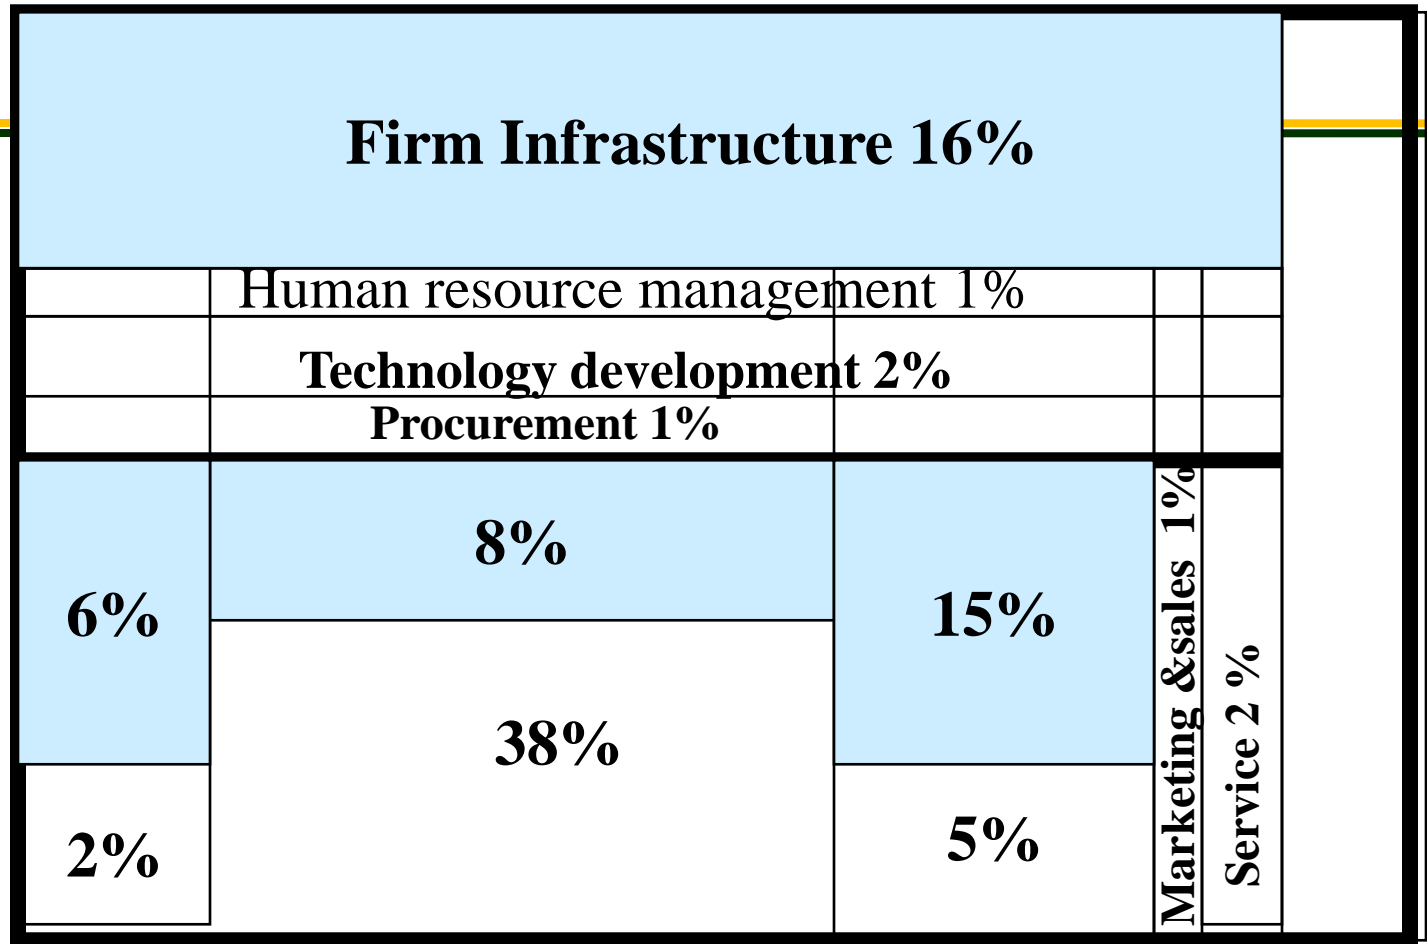 Firm Infrastructure 16%
Human resource management 1%
Technology development 2%
Procurement 1%
6%
8%
15%
38%
2%
5%
Marketing &sales 1%
Service 2 %